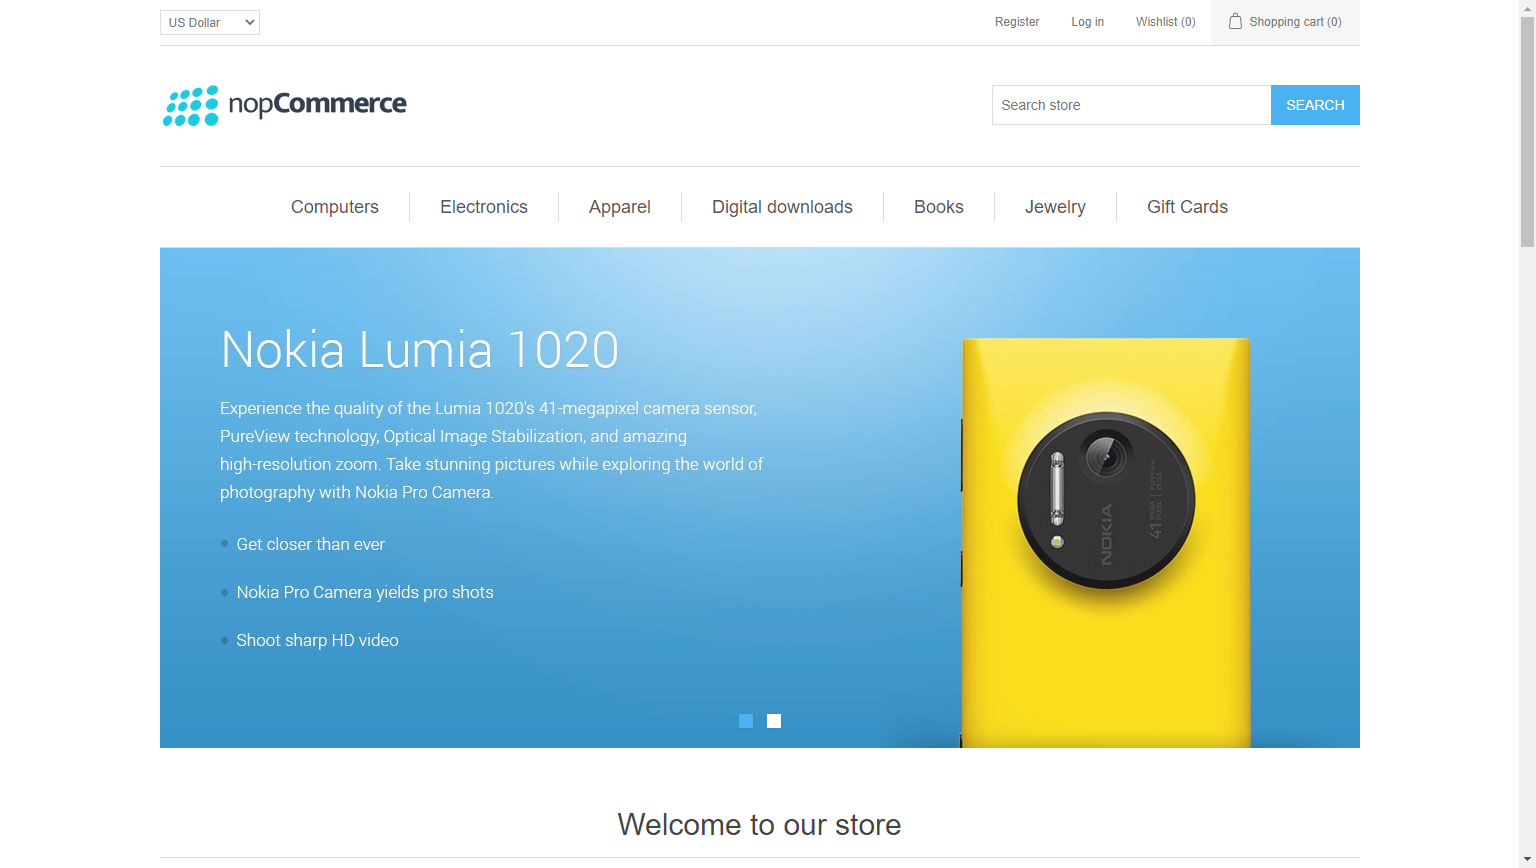 US Dollar
Register
Log in
Wishlist (0)
Shopping cart (0)
nopCommerce
Search store
SEARCH
Computers
Electronics
Apparel
Digital downloads
Books
Jewelry
Gift Cards
Nokia Lumia 1020
Experience the quality of the Lumia 1020's 41-megapixel camera sensor,
PureView technology, Optical Image Stabilization, and amazing
high-resolution zoom. Take stunning pictures while exploring the world of
photography with Nokia Pro Camera.
Get closer than ever
Nokia Pro Camera yields pro shots
Shoot sharp HD video
NOKIA
41 MEGA PIXEL
PureView
ZEISS
Welcome to our store